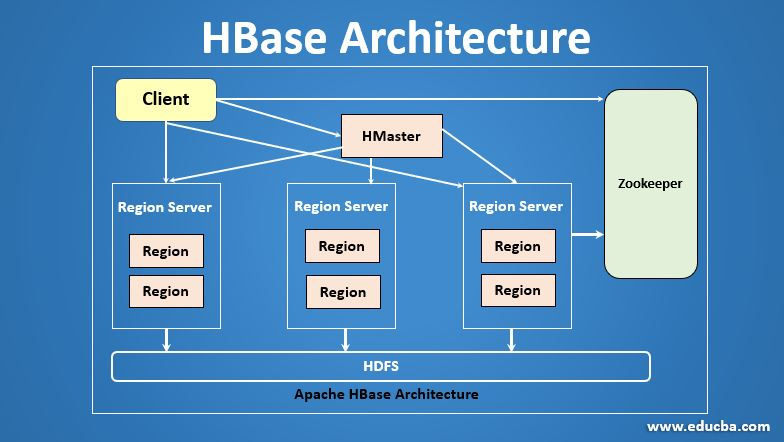 HBase Architecture
Client
HMaster
Zookeeper
Region Server
Region
Region
Region Server
Region
Region
Region Server
Region
Region
HDFS
Apache HBase Architecture
www.educba.com